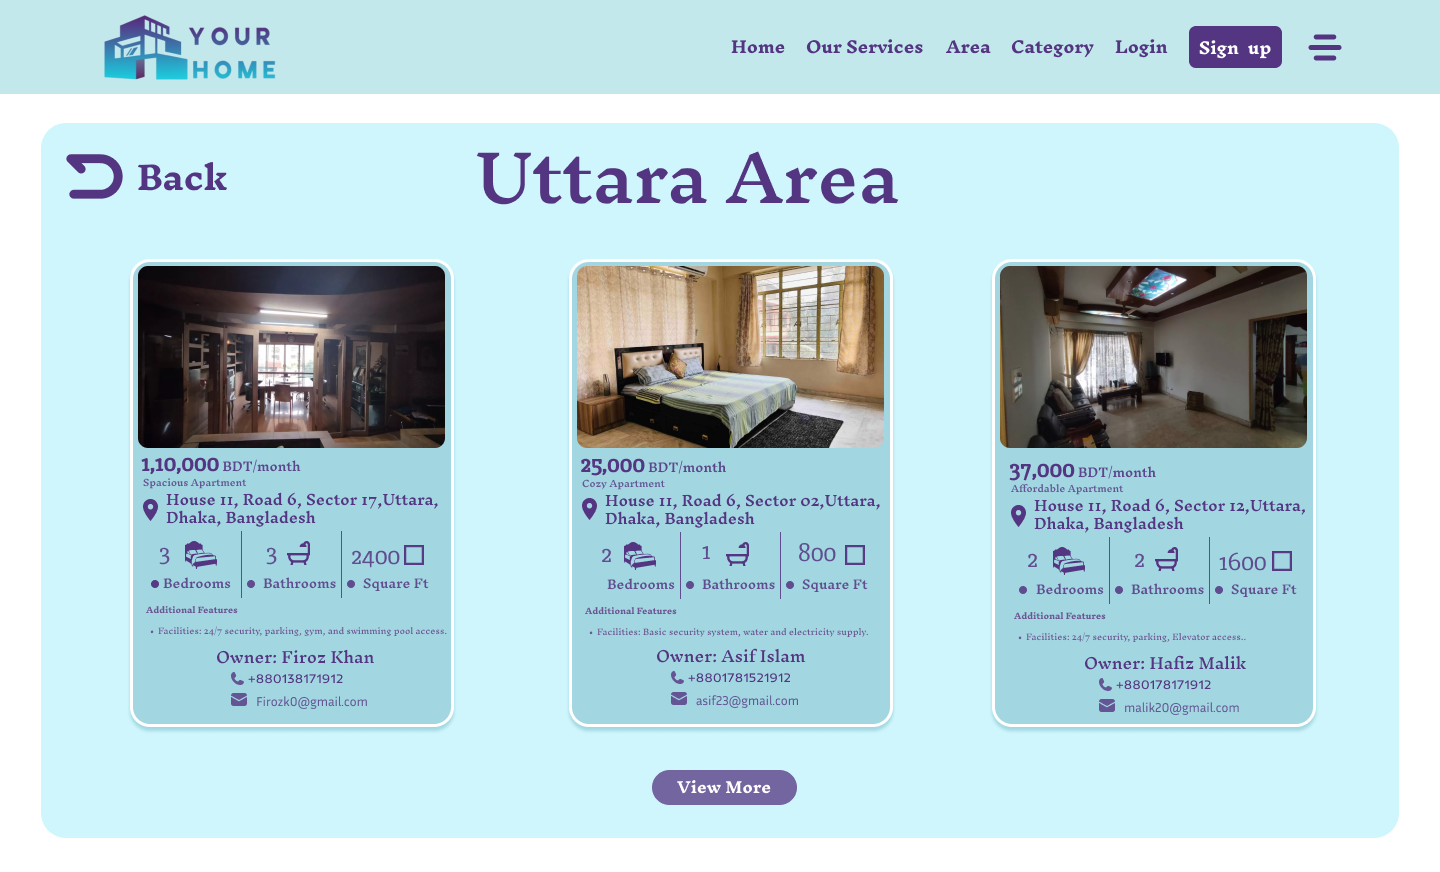 YOUR
HOME
Home
Our Services
Area
Category
Login
Sign up
Back
Uttara Area
1,10,000 BDT/month
Spacious Apartment
House 11, Road 6, Sector 17,Uttara,
Dhaka, Bangladesh
3
3
2400
• Bedrooms
• Bathrooms
• Square Ft
Additional Features
• Facilities: 24/7 security, parking, gym, and swimming pool access.
Owner: Firoz Khan
+880138171912
Firozk0@gmail.com
25,000 BDT/month
Cozy Apartment
House 11, Road 6, Sector 02,Uttara,
Dhaka, Bangladesh
2
1
800
Bedrooms
• Bathrooms
• Square Ft
Additional Features
• Facilities: Basic security system, water and electricity supply.
Owner: Asif Islam
+8801781521912
asif23@gmail.com
37,000 BDT/month
Affordable Apartment
House 11, Road 6, Sector 12,Uttara,
Dhaka, Bangladesh
2
2
1600
• Bedrooms
• Bathrooms
• Square Ft
Additional Features
• Facilities: 24/7 security, parking, Elevator access..
Owner: Hafiz Malik
+880178171912
malik20@gmail.com
View More